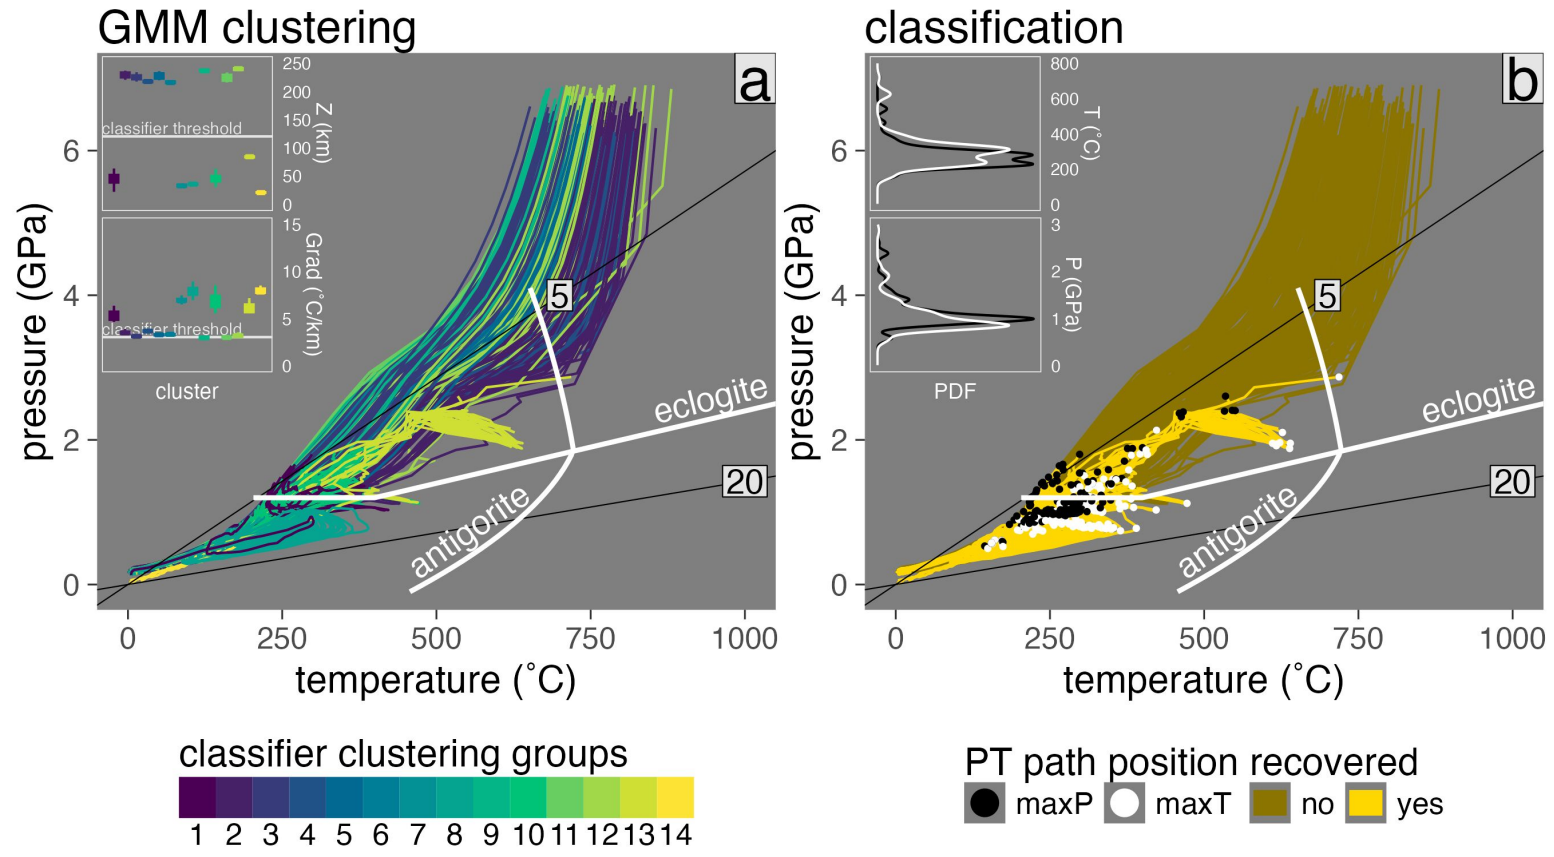 GMM clustering
a
250
200
150
100
50
0
Z (km)
classifier threshold
15
10
5
0
Grad (˚C/km)
classifier threshold
cluster
5
eclogite
20
antigorite
6
4
2
0
pressure (GPa)
0 250 500 750 1000
temperature (˚C)
classifier clustering groups
1 2 3 4 5 6 7 8 9 10 11 12 13 14
classification
b
800
600
400
200
0
T (˚C)
3
2
1
0
P (GPa)
PDF
5
eclogite
20
antigorite
6
4
2
0
pressure (GPa)
0 250 500 750 1000
temperature (˚C)
PT path position recovered
maxP maxT no yes